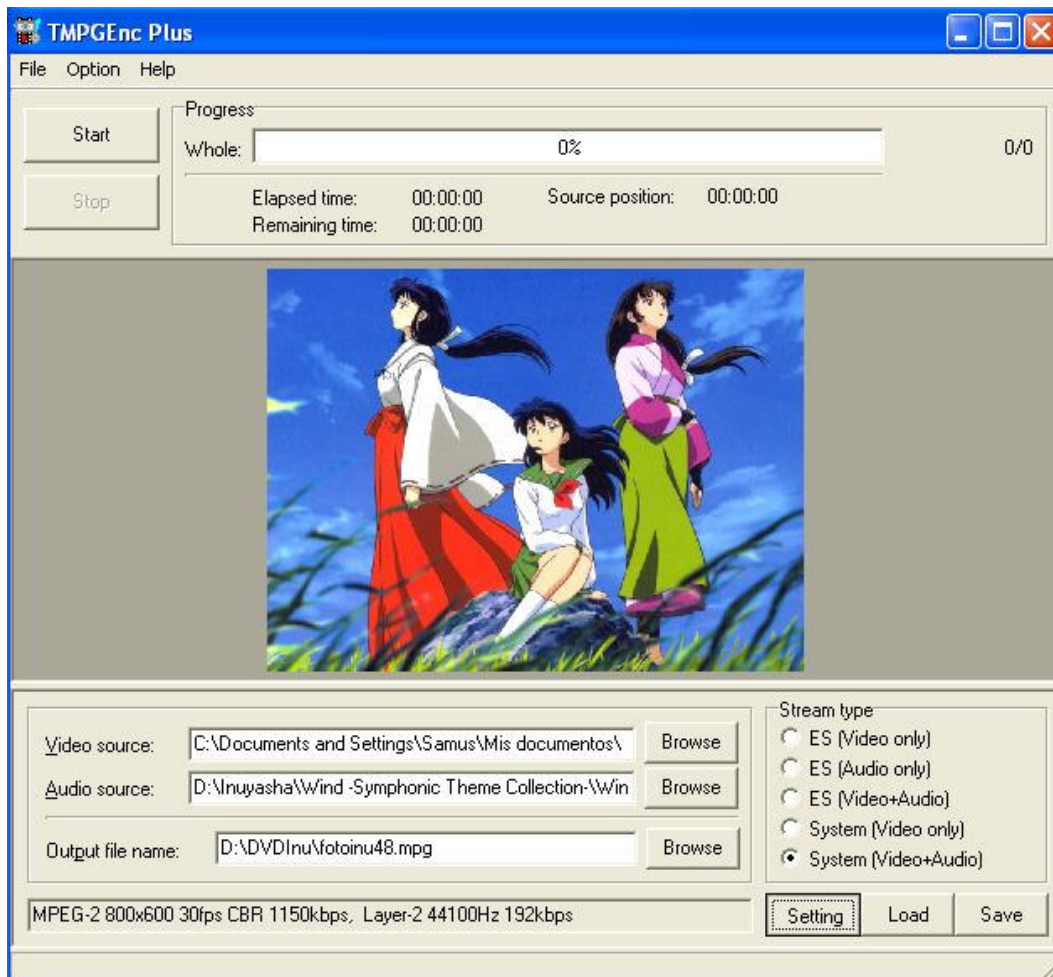 TMPGEnc Plus
File Option Help
Start
Stop
Progress
Whole: 0% 0/0
Elapsed time: 00:00:00 Source position: 00:00:00
Remaining time: 00:00:00
Video source: C:\Documents and Settings\Samus\Mis documentos\ Browse
Audio source: D:\Inuyasha\Wind -Symphonic Theme Collection-\Win Browse
Output file name: D:\DVDInu\fotoinu48.mpg Browse
Stream type
ES (Video only)
ES (Audio only)
ES (Video+Audio)
System (Video only)
System (Video+Audio)
MPEG-2 800x600 30fps CBR 1150kbps, Layer-2 44100Hz 192kbps
Setting Load Save